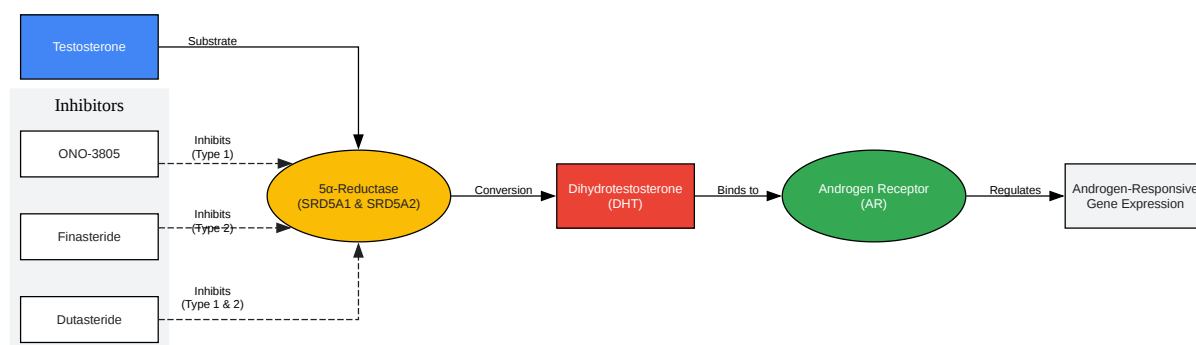 Testosterone
Substrate
Inhibitors
ONO-3805
Inhibits
(Type 1)
Finasteride
Inhibits
(Type 2)
Dutasteride
Inhibits
(Type 1 & 2)
5α-Reductase
(SRD5A1 & SRD5A2)
Conversion
Dihydrotestosterone
(DHT)
Binds to
Androgen Receptor
(AR)
Regulates
Androgen-Responsive
Gene Expression